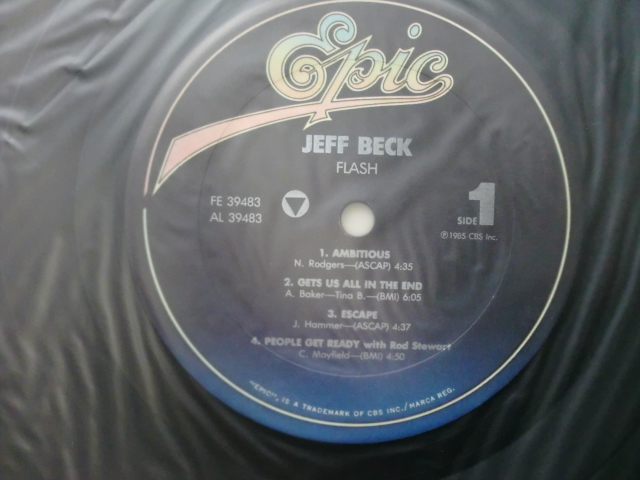 Epic
JEFF BECK
FLASH
FE 39483
AL 39483
SIDE 1
℗1985 CBS Inc.
1. AMBITIOUS
N. Rodgers—(ASCAP) 4:35
2. GETS US ALL IN THE END
A. Baker—Tina B.—(BMI) 6:05
3. ESCAPE
J. Hammer—(ASCAP) 4:37
4. PEOPLE GET READY with Rod Stewart
C. Mayfield—(BMI) 4:50
"EPIC", IS A TRADEMARK OF CBS INC./MARCA REG.